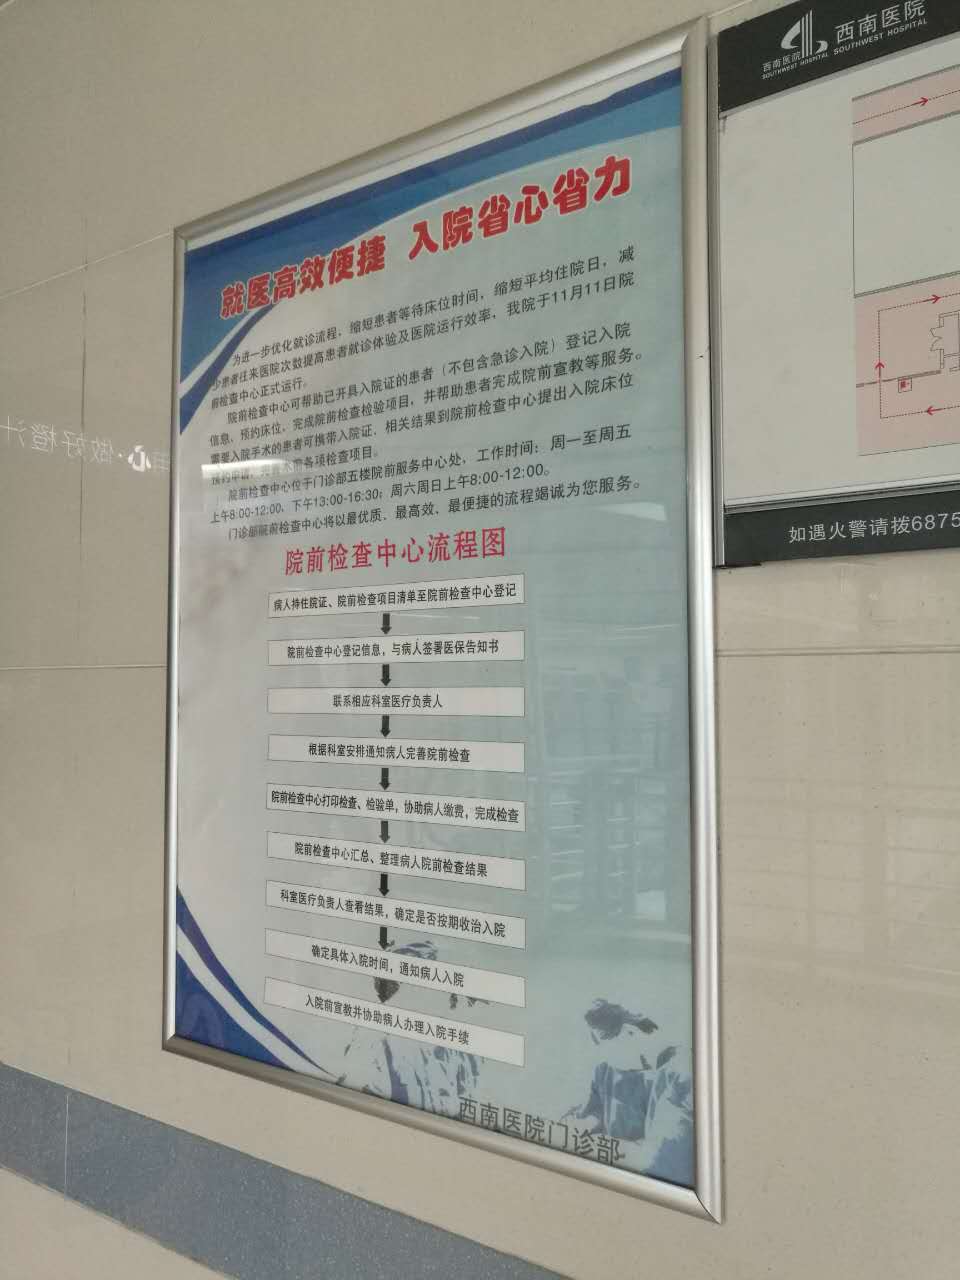 就医高效便捷 入院省心省力
为进一步优化就诊流程，缩短患者等待床位时间，缩短平均住院日，减
少患者往来医院次数提高患者就诊体验及医院运行效率，我院于11月11日院
前检查中心正式运行。
院前检查中心可帮助已开具入院证的患者（不包含急诊入院）登记入院
信息，预约床位，完成院前检查检验项目，并帮助患者完成院前宣教等服务。
需要入院手术的患者可携带入院证、相关结果到院前检查中心提出入院床位
预约申请，
前各项检查项目。
院前检查中心位于门诊部五楼院前服务中心处，工作时间：周一至周五
上午8:00-12:00，下午13:00-16:30；周六周日上午8:00-12:00。
门诊部院前检查中心将以最优质、最高效、最便捷的流程竭诚为您服务。
院前检查中心流程图
病人持住院证、院前检查项目清单至院前检查中心登记
院前检查中心登记信息，与病人签署医保告知书
联系相应科室医疗负责人
根据科室安排通知病人完善院前检查
院前检查中心打印检查、检验单，协助病人缴费，完成检查
院前检查中心汇总、整理病人院前检查结果
科室医疗负责人查看结果，确定是否按期收治入院
确定具体入院时间，通知病人入院
入院前宣教并协助病人办理入院手续
西南医院门诊部
西南医院
SOUTHWEST HOSPITAL
西南医院
SOUTHWEST HOSPITAL
如遇火警请拨6875
心·做好橙汁